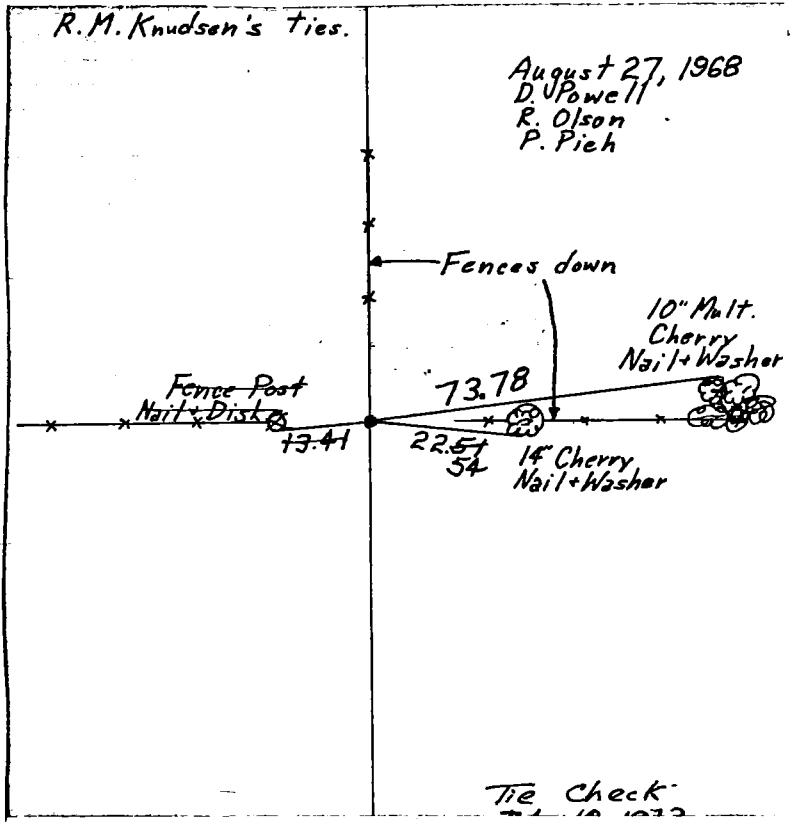 R.M. Knudsen's ties.
August 27, 1968
D. Powell
R. Olson
P. Pieh
Fences down
10" Mult.
Cherry
Nail+Washer
73.78
Fence Post
Nail+Disk
13.41
22.51
54
14" Cherry
Nail+Washer
Tie Check